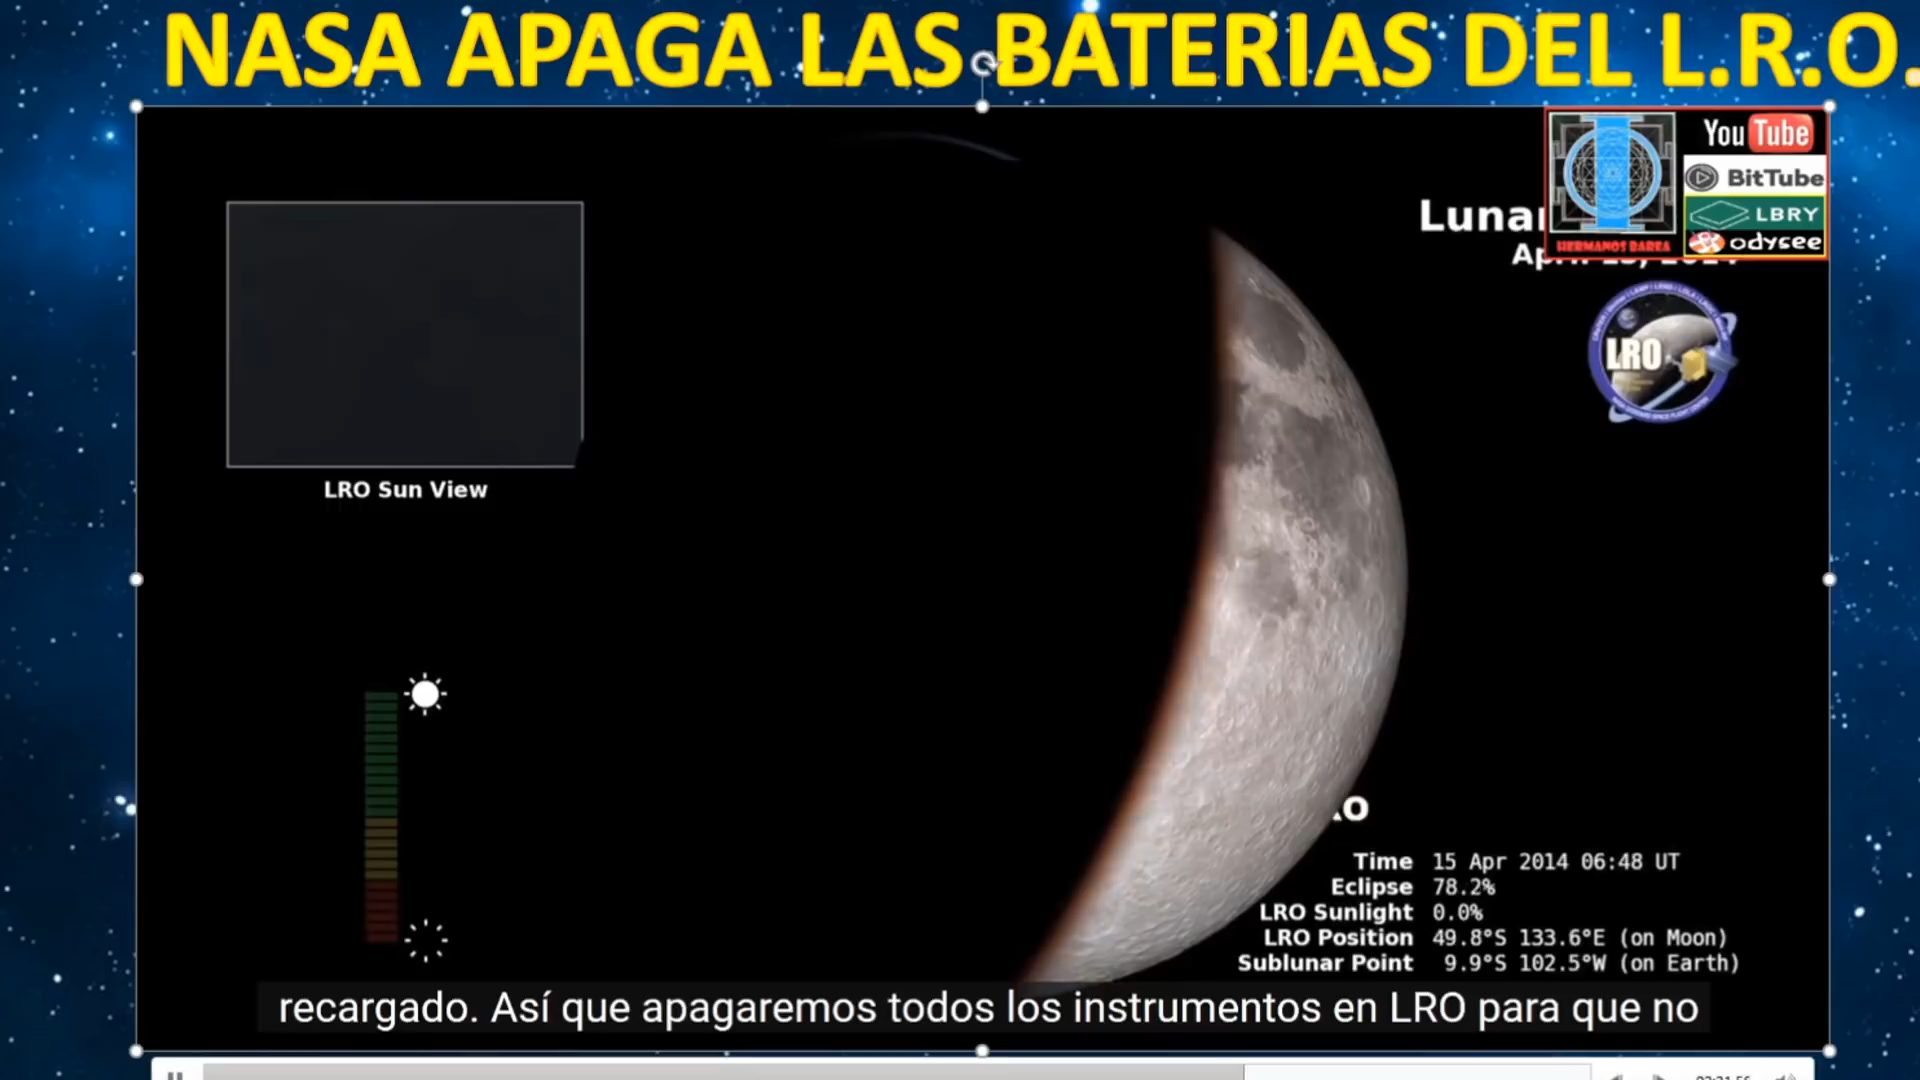 NASA APAGA LAS BATERIAS DEL L.R.O.
YouTube
BitTube
LBRY
odysee
HERMANOS BAREA
Lunar
LRO
LRO Sun View
Time 15 Apr 2014 06:48 UT
Eclipse 78.2%
LRO Sunlight 0.0%
LRO Position 49.8°S 133.6°E (on Moon)
Sublunar Point 9.9°S 102.5°W (on Earth)
recargado. Así que apagaremos todos los instrumentos en LRO para que no